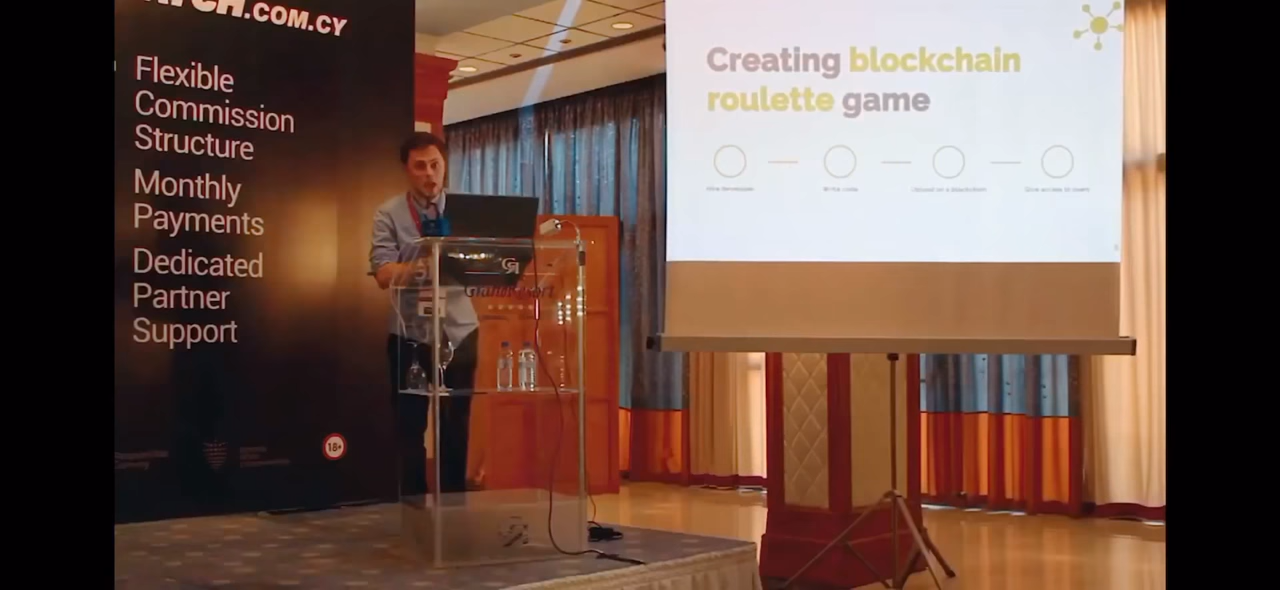 .COM.CY
Flexible
Commission
Structure
Monthly
Payments
Dedicated
Partner
Support
18+
Creating blockchain
roulette game
Write code
Upload on a blockchain
Give access to users
GrandResort